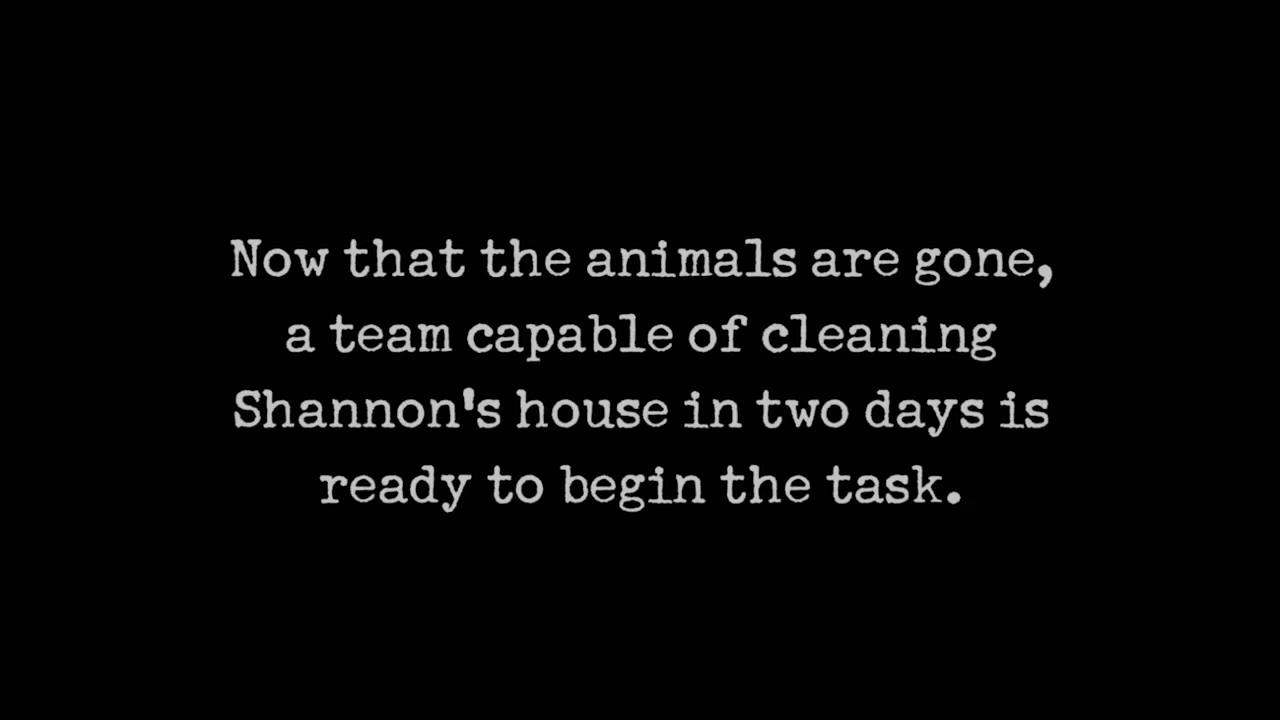 Now that the animals are gone,
a team capable of cleaning
Shannon's house in two days is
ready to begin the task.